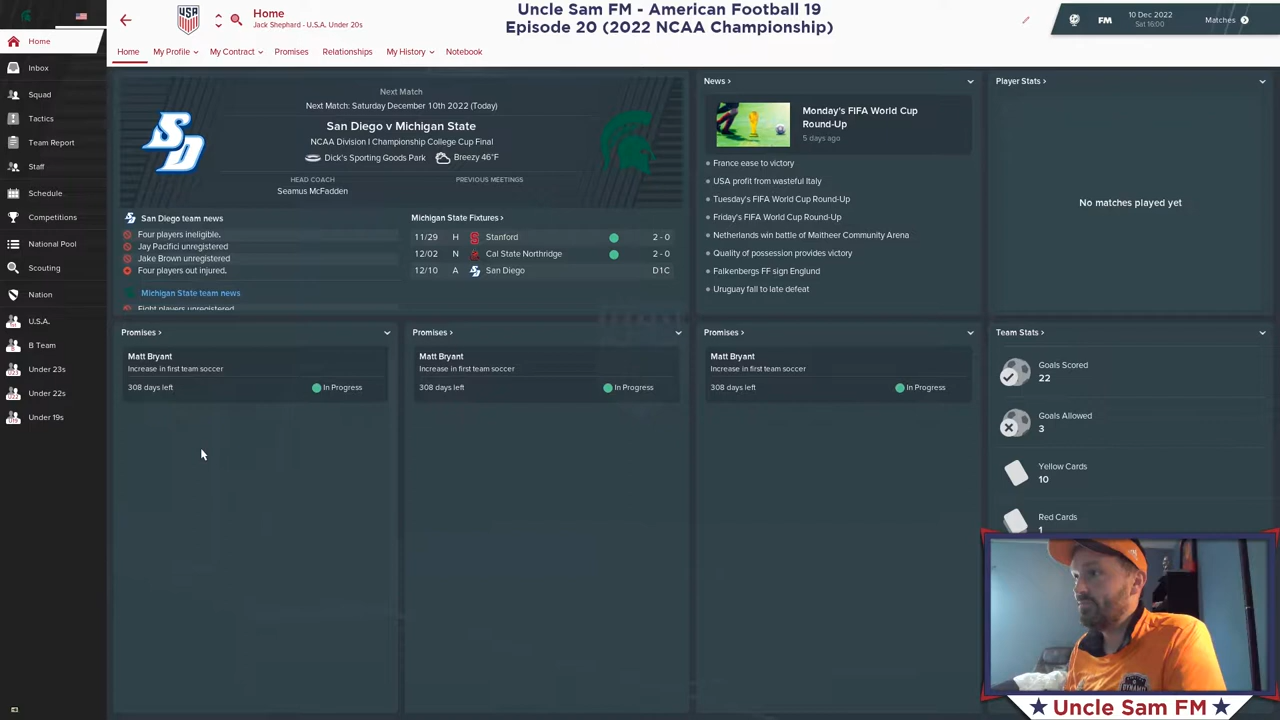 Uncle Sam FM - American Football 19
Episode 20 (2022 NCAA Championship)
USA
Home
Jack Shephard - U.S.A. Under 20s
FM
10 Dec 2022
Sat 16:00
Matches
Home
My Profile
My Contract
Promises
Relationships
My History
Notebook
Home
Inbox
Squad
Tactics
Team Report
Staff
Schedule
Competitions
National Pool
Scouting
Nation
U.S.A.
B Team
Under 23s
Under 22s
Under 19s
Next Match
Next Match: Saturday December 10th 2022 (Today)
San Diego v Michigan State
NCAA Division I Championship College Cup Final
Dick's Sporting Goods Park
Breezy 46°F
HEAD COACH
Seamus McFadden
PREVIOUS MEETINGS
SD
San Diego team news
Four players ineligible.
Jay Pacifici unregistered
Jake Brown unregistered
Four players out injured.
Michigan State team news
Eight players unregistered
Michigan State Fixtures >
11/29 H Stanford 2 - 0
12/02 N Cal State Northridge 2 - 0
12/10 A San Diego D1C
News >
Monday's FIFA World Cup
Round-Up
5 days ago
France ease to victory
USA profit from wasteful Italy
Tuesday's FIFA World Cup Round-Up
Friday's FIFA World Cup Round-Up
Netherlands win battle of Maitheer Community Arena
Quality of possession provides victory
Falkenbergs FF sign England
Uruguay fall to late defeat
Player Stats >
No matches played yet
Promises >
Matt Bryant
Increase in first team soccer
308 days left
In Progress
Promises >
Matt Bryant
Increase in first team soccer
308 days left
In Progress
Promises >
Matt Bryant
Increase in first team soccer
308 days left
In Progress
Team Stats >
Goals Scored
22
Goals Allowed
3
Yellow Cards
10
Red Cards
1
Uncle Sam FM